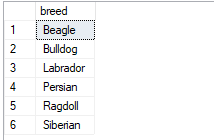 breed
1 Beagle
2 Bulldog
3 Labrador
4 Persian
5 Ragdoll
6 Siberian